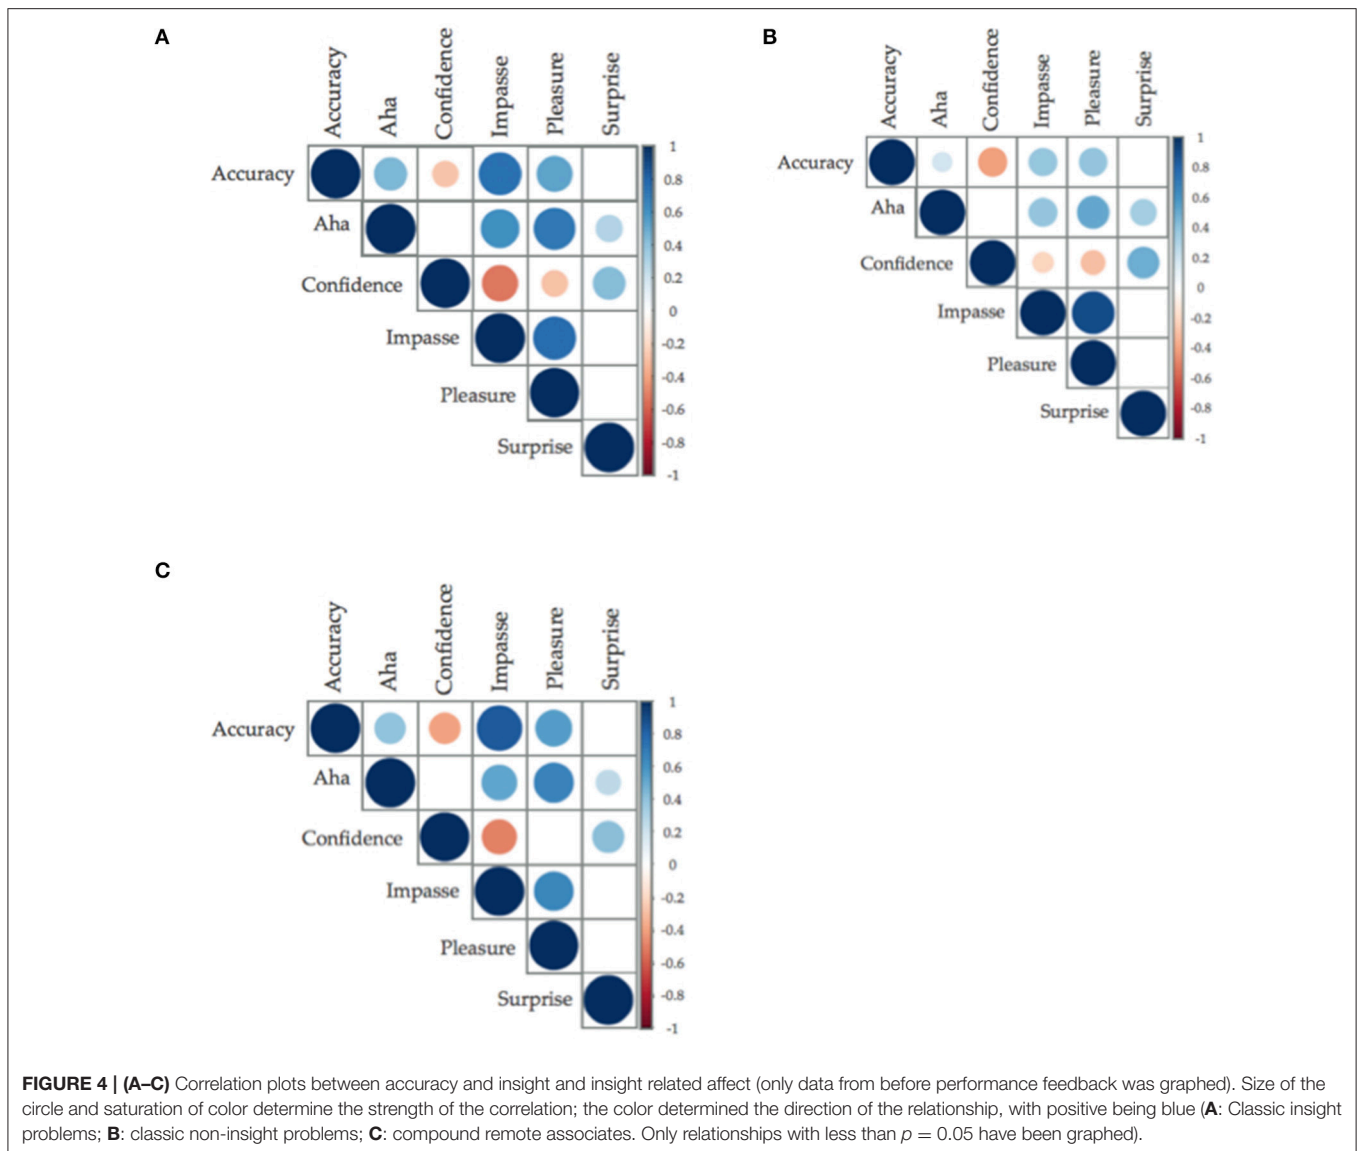 A
Accuracy
Aha
Confidence
Impasse
Pleasure
Surprise
Accuracy
Aha
Confidence
Impasse
Pleasure
Surprise
1
0.8
0.6
0.4
0.2
0
-0.2
-0.4
-0.6
-0.8
-1
B
Accuracy
Aha
Confidence
Impasse
Pleasure
Surprise
Accuracy
Aha
Confidence
Impasse
Pleasure
Surprise
1
0.8
0.6
0.4
0.2
0
-0.2
-0.4
-0.6
-0.8
-1
C
Accuracy
Aha
Confidence
Impasse
Pleasure
Surprise
Accuracy
Aha
Confidence
Impasse
Pleasure
Surprise
1
0.8
0.6
0.4
0.2
0
-0.2
-0.4
-0.6
-0.8
-1
FIGURE 4 | (A–C) Correlation plots between accuracy and insight and insight related affect (only data from before performance feedback was graphed). Size of the
circle and saturation of color determine the strength of the correlation; the color determined the direction of the relationship, with positive being blue (A: Classic insight
problems; B: classic non-insight problems; C: compound remote associates. Only relationships with less than p = 0.05 have been graphed).